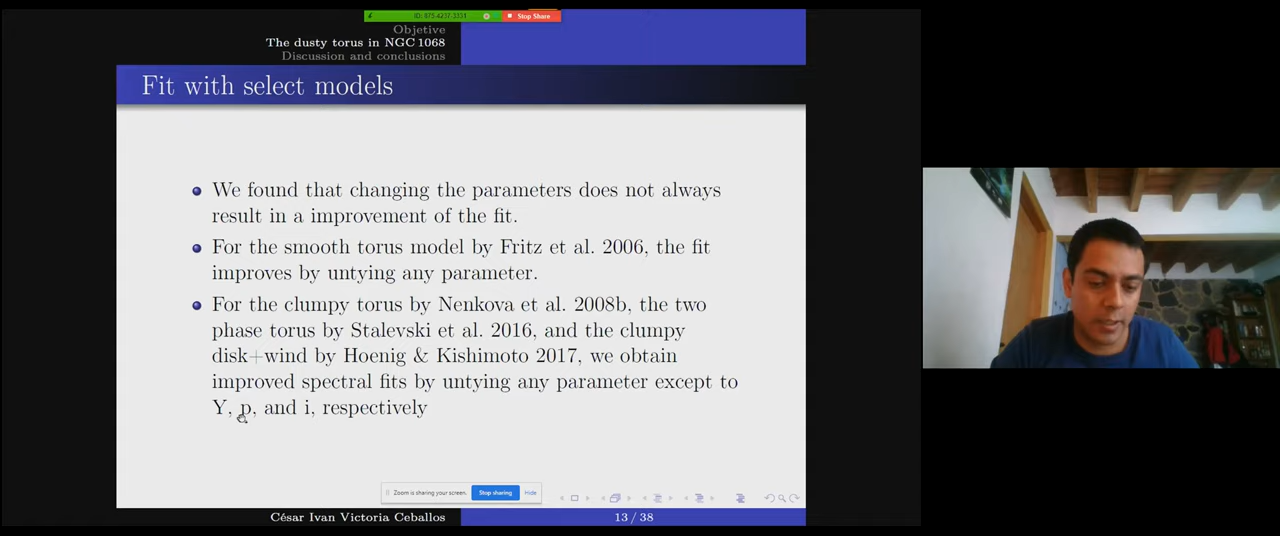 ID: 875-4237-3331
Stop Share
Objetive
The dusty torus in NGC 1068
Discussion and conclusions
Fit with select models
We found that changing the parameters does not always
result in a improvement of the fit.
For the smooth torus model by Fritz et al. 2006, the fit
improves by untying any parameter.
For the clumpy torus by Nenkova et al. 2008b, the two
phase torus by Stalevski et al. 2016, and the clumpy
disk+wind by Hoenig & Kishimoto 2017, we obtain
improved spectral fits by untying any parameter except to
Y, p, and i, respectively
Zoom is sharing your screen.
Stop sharing
Hide
César Ivan Victoria Ceballos
13 / 38